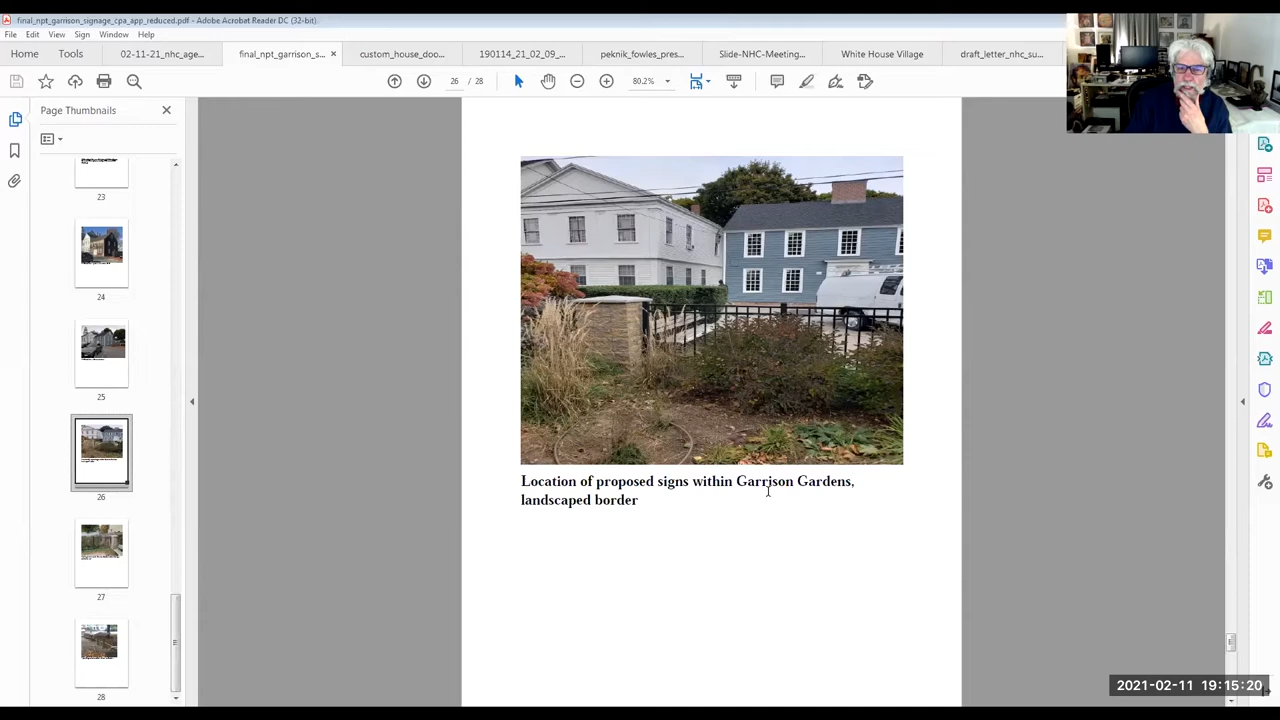 final_npt_garrison_signage_cpa_app_reduced.pdf - Adobe Acrobat Reader DC (32-bit)
File Edit View Sign Window Help
Home Tools 02-11-21_nhc_age... final_npt_garrison_s... × custom_house_doo... 190114_21_02_09_... peknik_fowles_pres... Slide-NHC-Meeting... White House Village draft_letter_nhc_su...
26 / 28 80.2%
Page Thumbnails ×
23
24
25
26
27
28
Location of proposed signs within Garrison Gardens,
landscaped border
2021-02-11 19:15:20